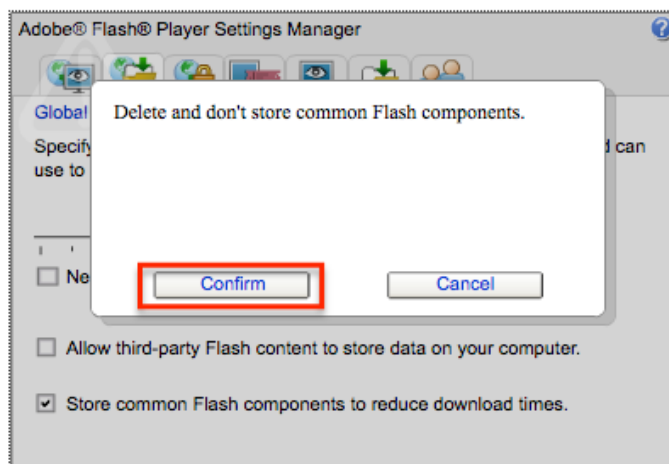 Adobe® Flash® Player Settings Manager
?
Global
Delete and don't store common Flash components.
Specify
can
use to
Confirm
Cancel
Allow third-party Flash content to store data on your computer.
Store common Flash components to reduce download times.